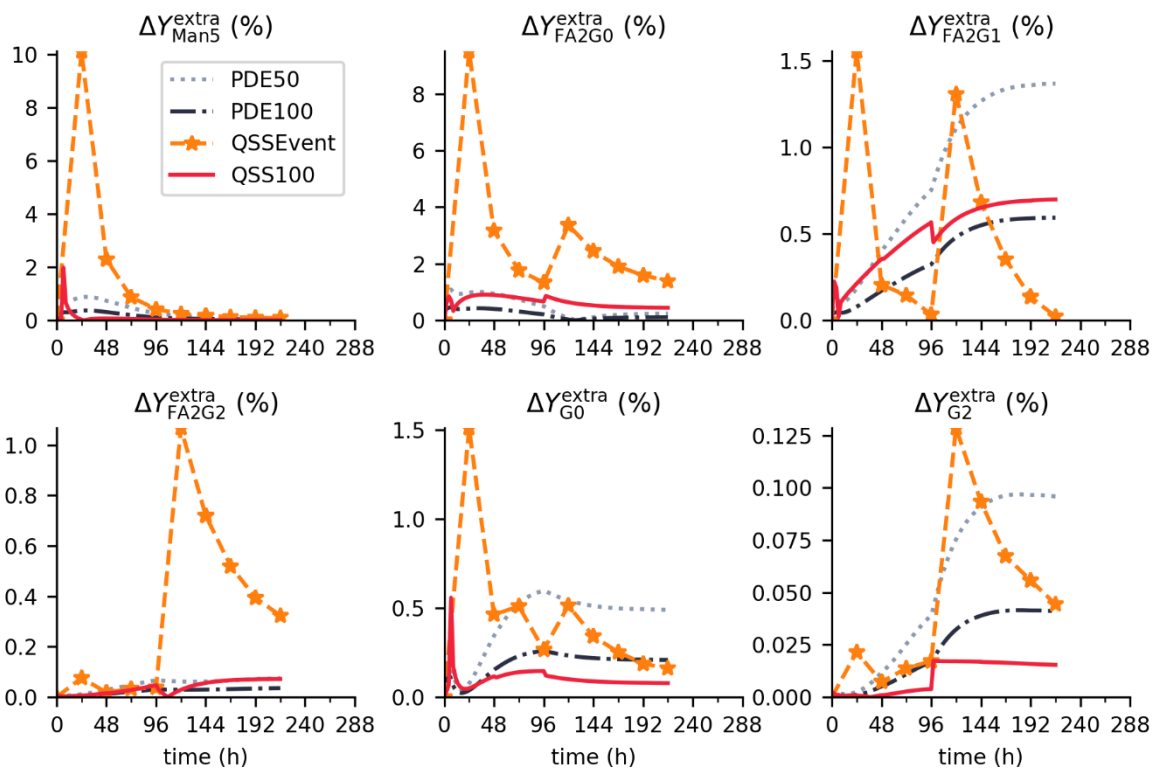 ΔY^extra_Man5 (%)
ΔY^extra_FA2G0 (%)
ΔY^extra_FA2G1 (%)
10
8
6
4
2
0
PDE50
PDE100
QSSEvent
QSS100
0 48 96 144 192 240 288
8
6
4
2
0
0 48 96 144 192 240 288
1.5
1.0
0.5
0.0
0 48 96 144 192 240 288
ΔY^extra_FA2G2 (%)
ΔY^extra_G0 (%)
ΔY^extra_G2 (%)
1.0
0.8
0.6
0.4
0.2
0.0
0 48 96 144 192 240 288
time (h)
1.5
1.0
0.5
0.0
0 48 96 144 192 240 288
time (h)
0.125
0.100
0.075
0.050
0.025
0.000
0 48 96 144 192 240 288
time (h)